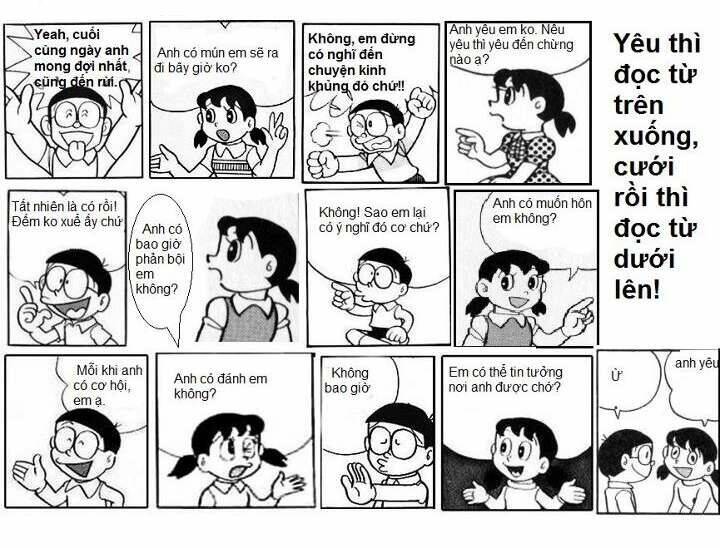 Yeah, cuối
cùng ngày anh
mong đợi nhất,
cũng đến rùi.
Anh có mún em sẽ ra
đi bây giờ ko?
Không, em đừng
có nghĩ đến
chuyện kinh
khủng đó chứ!!
Anh yêu em ko. Nêu
yêu thì yêu đến chừng
nào ạ?
Tất nhiên là có rồi!
Đếm ko xuể ấy chứ
Anh có
bao giờ
phản bội
em
không?
Không! Sao em lại
có ý nghĩ đó cơ chứ?
Anh có muốn hôn
em không?
Mỗi khi anh
có cơ hội,
em ạ.
Anh có đánh em
không?
Không
bao giờ
Em có thể tin tưởng
nơi anh được chớ?
Ừ
anh yêu
Yêu thì
đọc từ
trên
xuống,
cưới
rồi thì
đọc từ
dưới
lên!